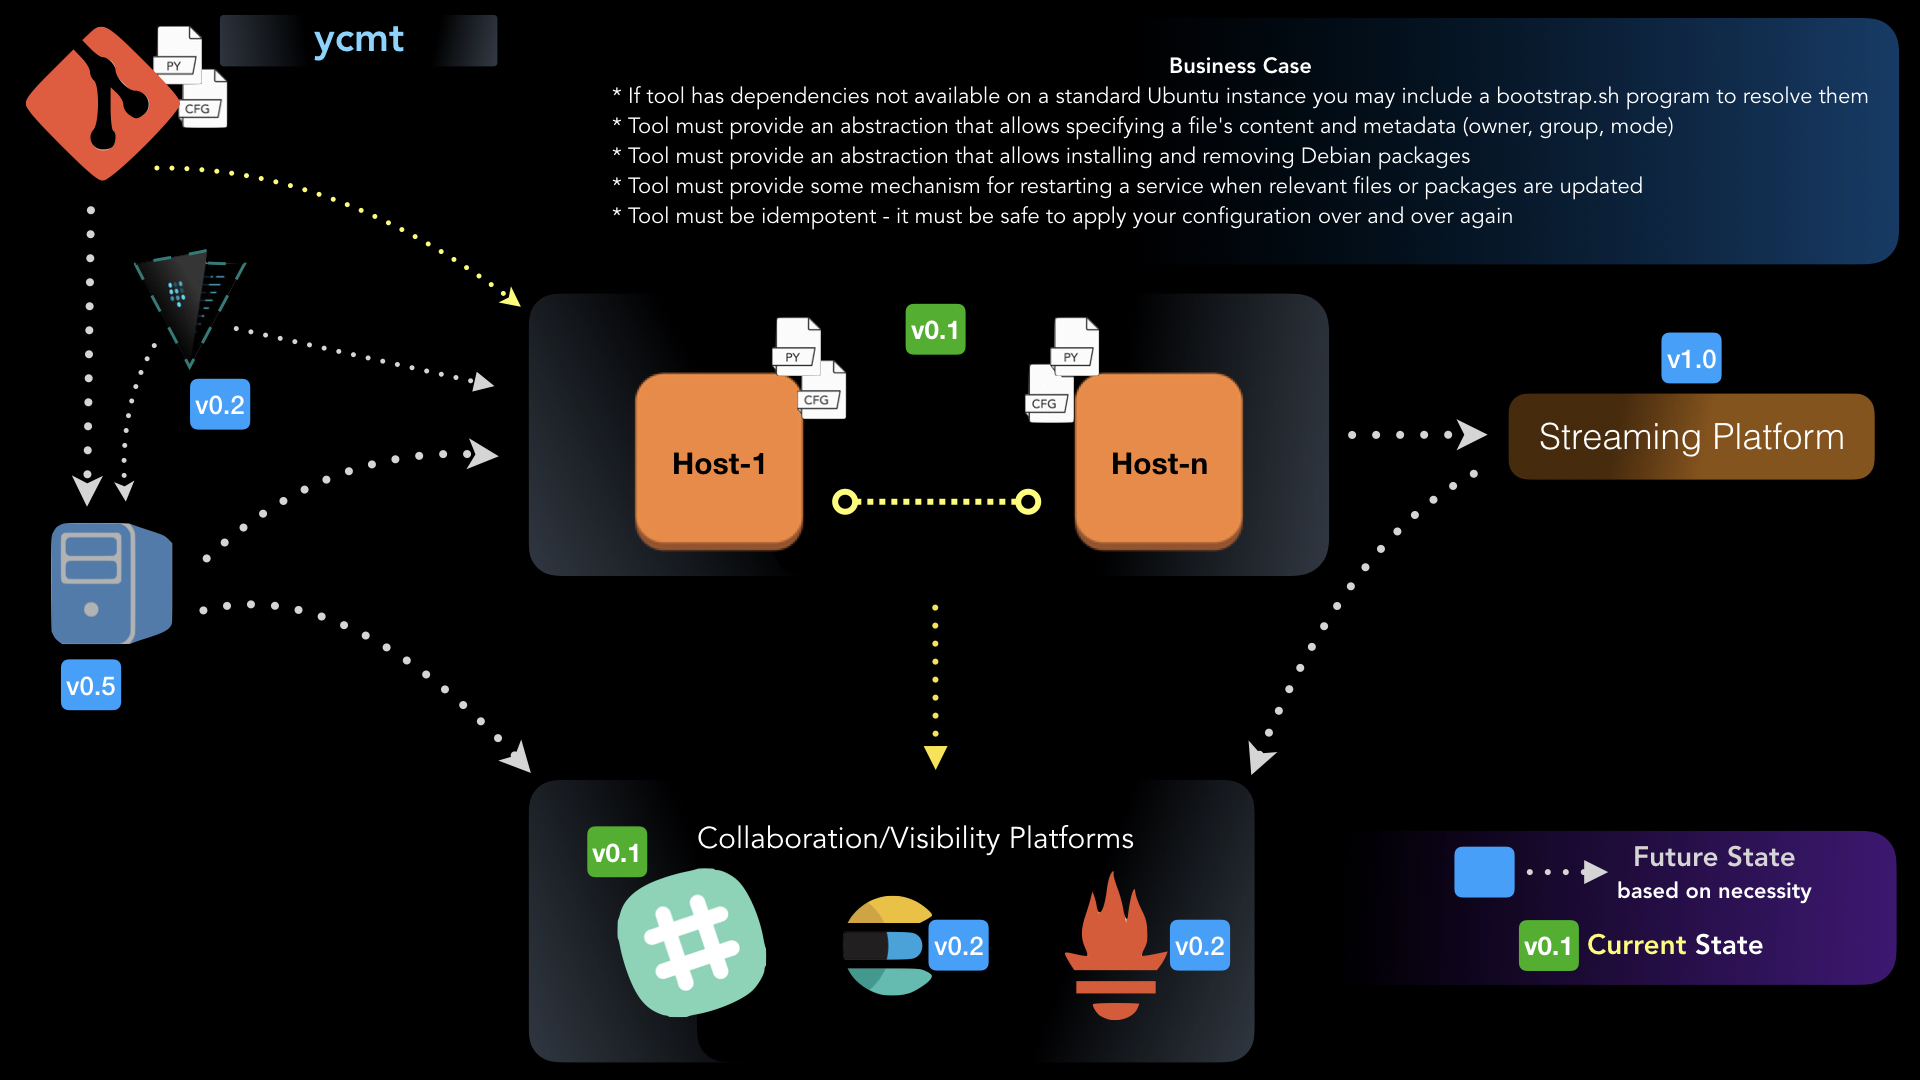 ycmt
PY
CFG
Business Case
* If tool has dependencies not available on a standard Ubuntu instance you may include a bootstrap.sh program to resolve them
* Tool must provide an abstraction that allows specifying a file's content and metadata (owner, group, mode)
* Tool must provide an abstraction that allows installing and removing Debian packages
* Tool must provide some mechanism for restarting a service when relevant files or packages are updated
* Tool must be idempotent - it must be safe to apply your configuration over and over again
v0.2
v0.1
PY
CFG
PY
CFG
Host-1
Host-n
v1.0
Streaming Platform
v0.5
Collaboration/Visibility Platforms
v0.1
v0.2
v0.2
Future State
based on necessity
v0.1 Current State